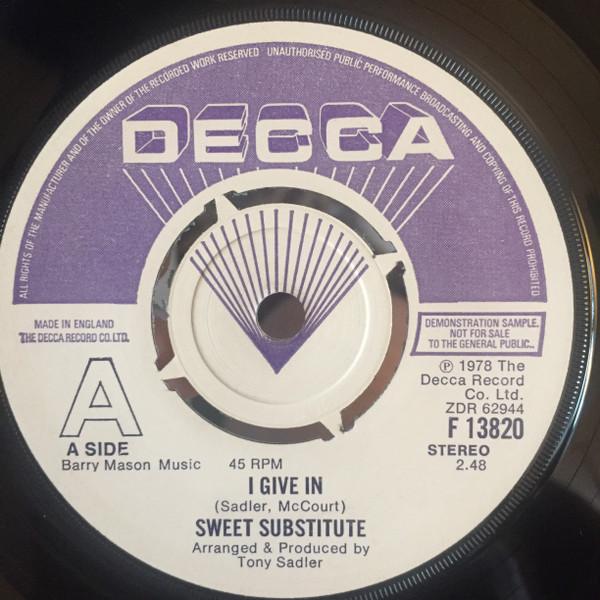 ALL RIGHTS OF THE MANUFACTURER AND OF THE OWNER OF THE RECORDED WORK RESERVED UNAUTHORISED PUBLIC PERFORMANCE BROADCASTING AND COPYING OF THIS RECORD PROHIBITED
DECCA
MADE IN ENGLAND
THE DECCA RECORD CO. LTD.
DEMONSTRATION SAMPLE.
NOT FOR SALE
TO THE GENERAL PUBLIC..
℗ 1978 The
Decca Record
Co. Ltd.
ZDR 62944
F 13820
STEREO
2.48
A
A SIDE
Barry Mason Music
45 RPM
I GIVE IN
(Sadler, McCourt)
SWEET SUBSTITUTE
Arranged & Produced by
Tony Sadler